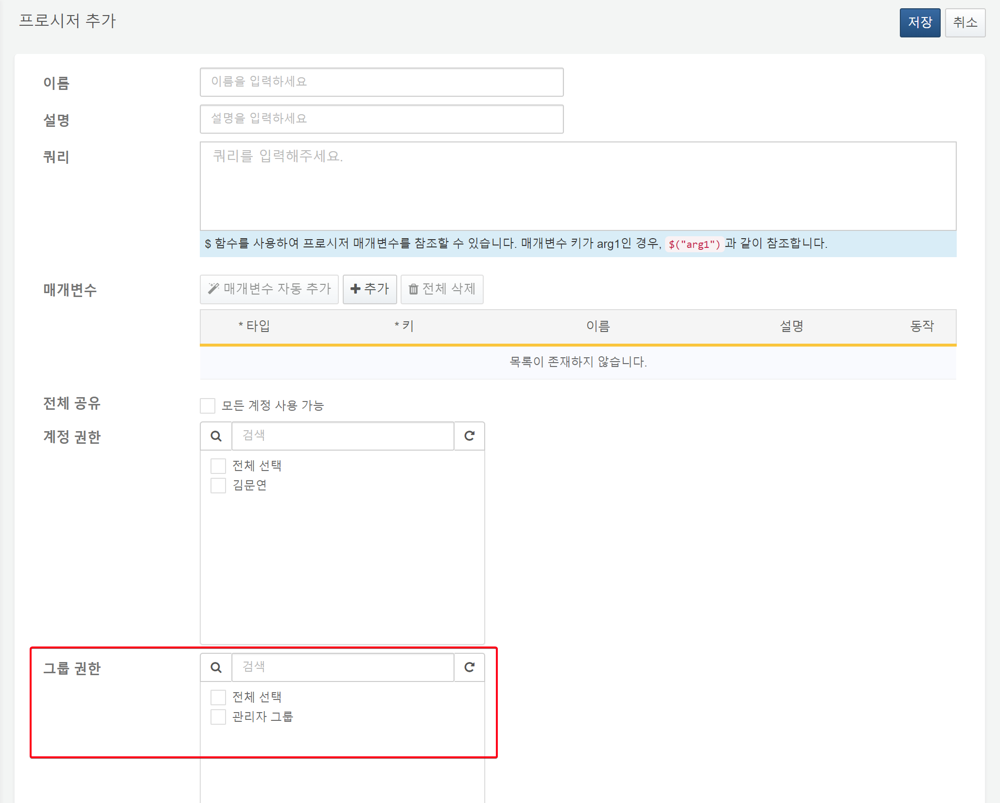 프로시저 추가
저장 취소
이름 이름을 입력하세요
설명 설명을 입력하세요
쿼리 쿼리를 입력해주세요.
$ 함수를 사용하여 프로시저 매개변수를 참조할 수 있습니다. 매개변수 키가 arg1인 경우, $("arg1")과 같이 참조합니다.
매개변수 매개변수 자동 추가 추가 전체 삭제
* 타입 * 키 이름 설명 동작
목록이 존재하지 않습니다.
전체 공유 모든 계정 사용 가능
계정 권한 검색
전체 선택
김문연
그룹 권한 검색
전체 선택
관리자 그룹